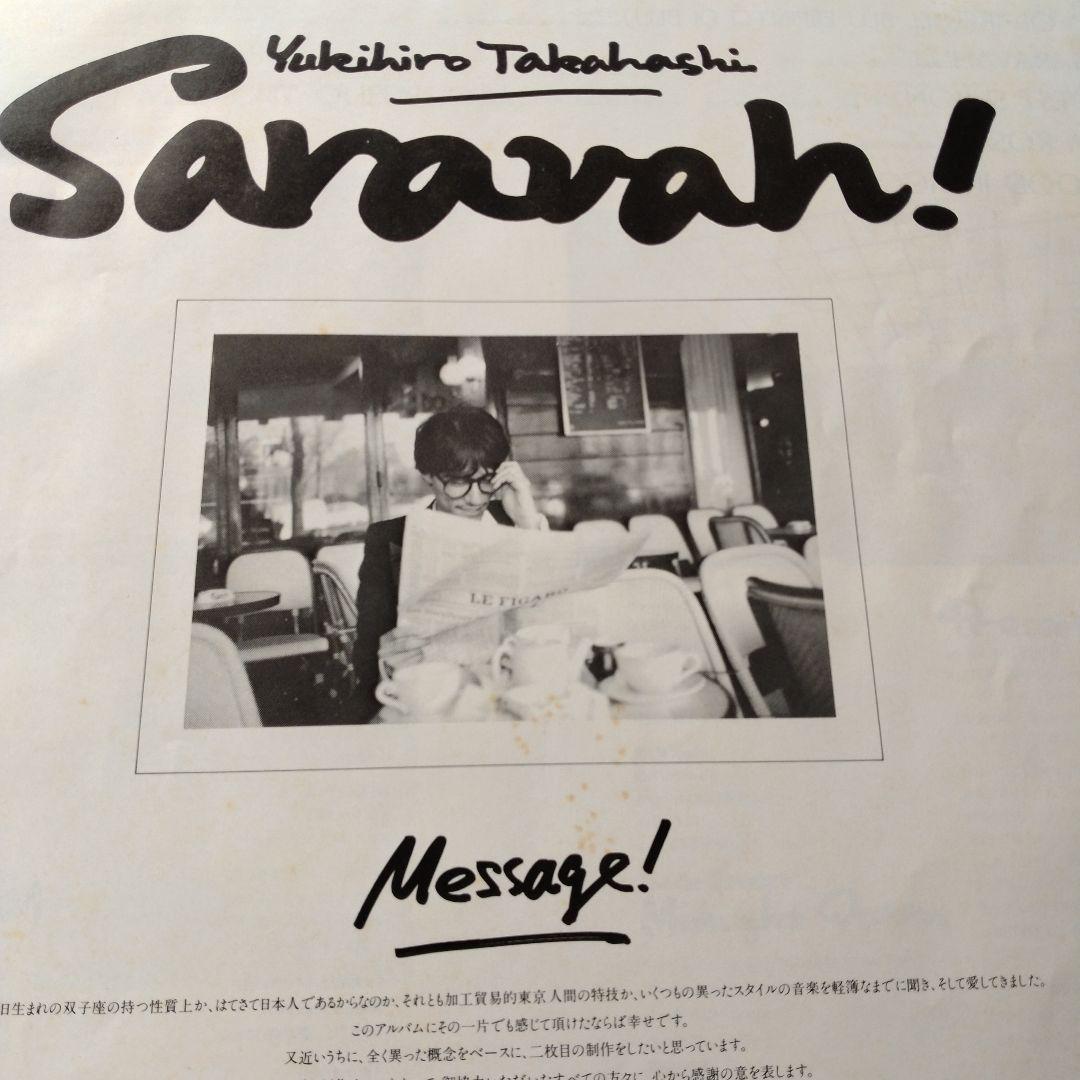 Yukihiro Takahashi
Saravah!
LE FIGARO
Message!
日生まれの双子座の持つ性質上か、はてさて日本人であるからなのか、それとも加工貿易的東京人間の特技か、いくつもの異ったスタイルの音楽を軽薄なまでに聞き、そして愛してきました。
このアルバムにその一片でも感じて頂けたならば幸せです。
又近いうちに、全く異った概念をベースに、二枚目の制作をしたいと思っています。
すべての方々に、心から感謝の意を表します。